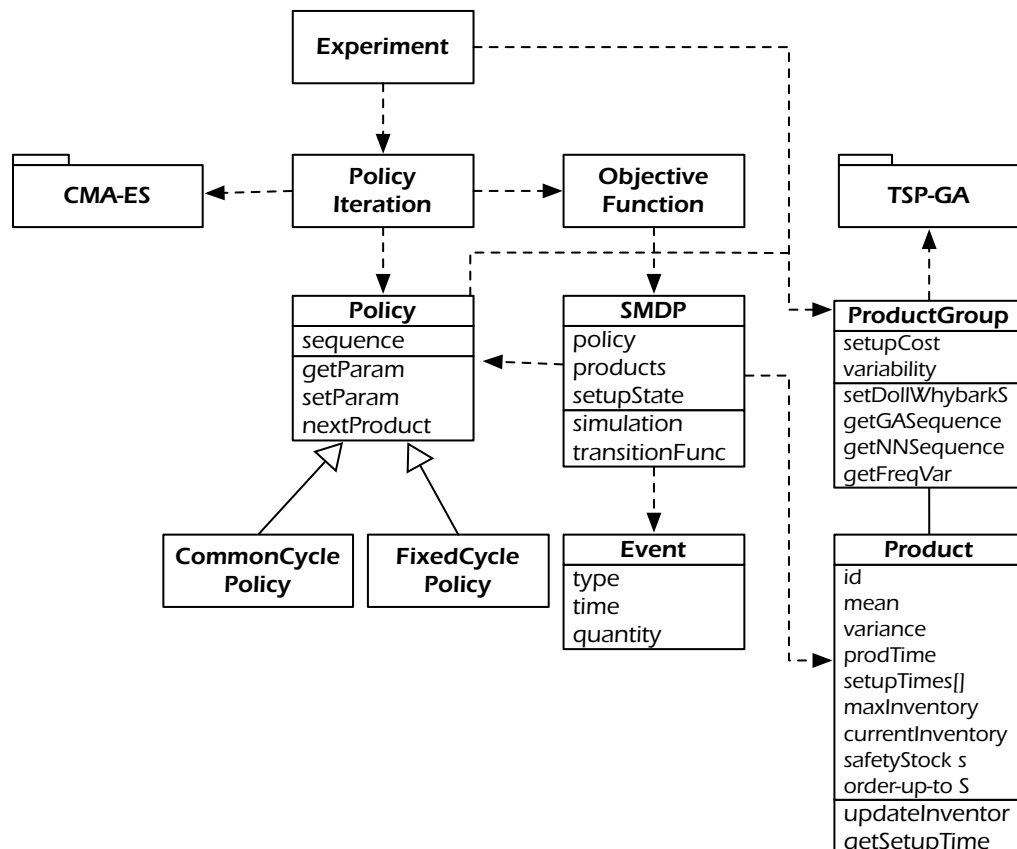 Experiment
CMA-ES
Policy
Iteration
Objective
Function
TSP-GA
Policy
sequence
getParam
setParam
nextProduct
SMDP
policy
products
setupState
simulation
transitionFunc
ProductGroup
setupCost
variability
setDollWhybarkS
getGASequence
getNNSequence
getFreqVar
CommonCycle
Policy
FixedCycle
Policy
Event
type
time
quantity
Product
id
mean
variance
prodTime
setupTimes[]
maxInventory
currentInventory
safetyStock s
order-up-to S
updateInventor
getSetupTime